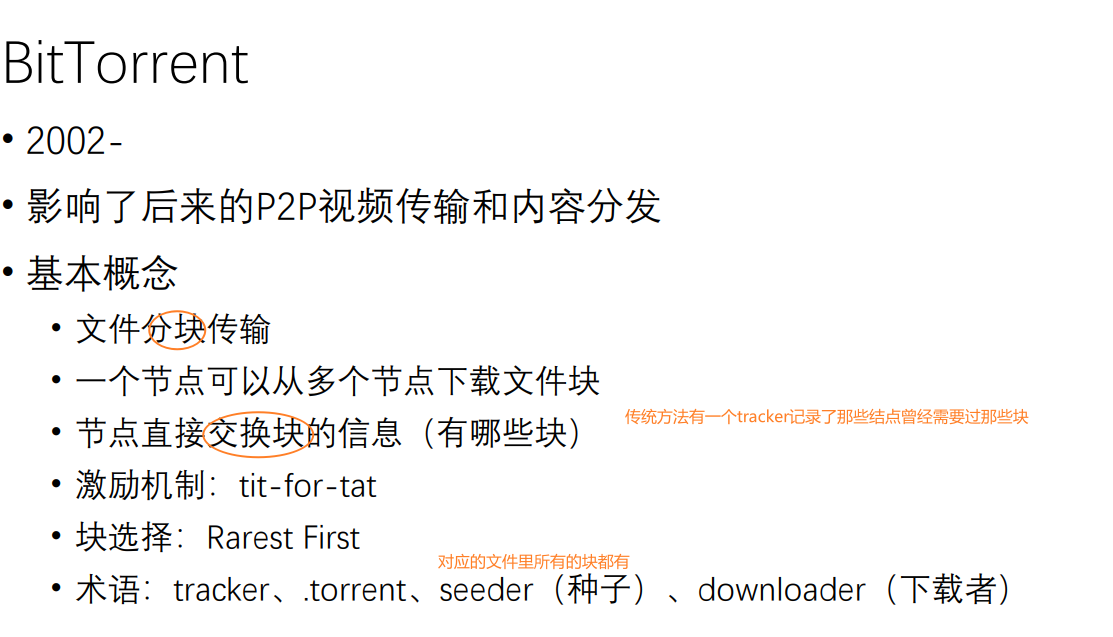 BitTorrent
• 2002-
• 影响了后来的P2P视频传输和内容分发
• 基本概念
• 文件分块传输
• 一个节点可以从多个节点下载文件块
传统方法有一个tracker记录了那些结点曾经需要过那些块
• 节点直接交换块的信息（有哪些块）
• 激励机制：tit-for-tat
• 块选择：Rarest First
对应的文件里所有的块都有
• 术语：tracker、.torrent、seeder（种子）、downloader（下载者）